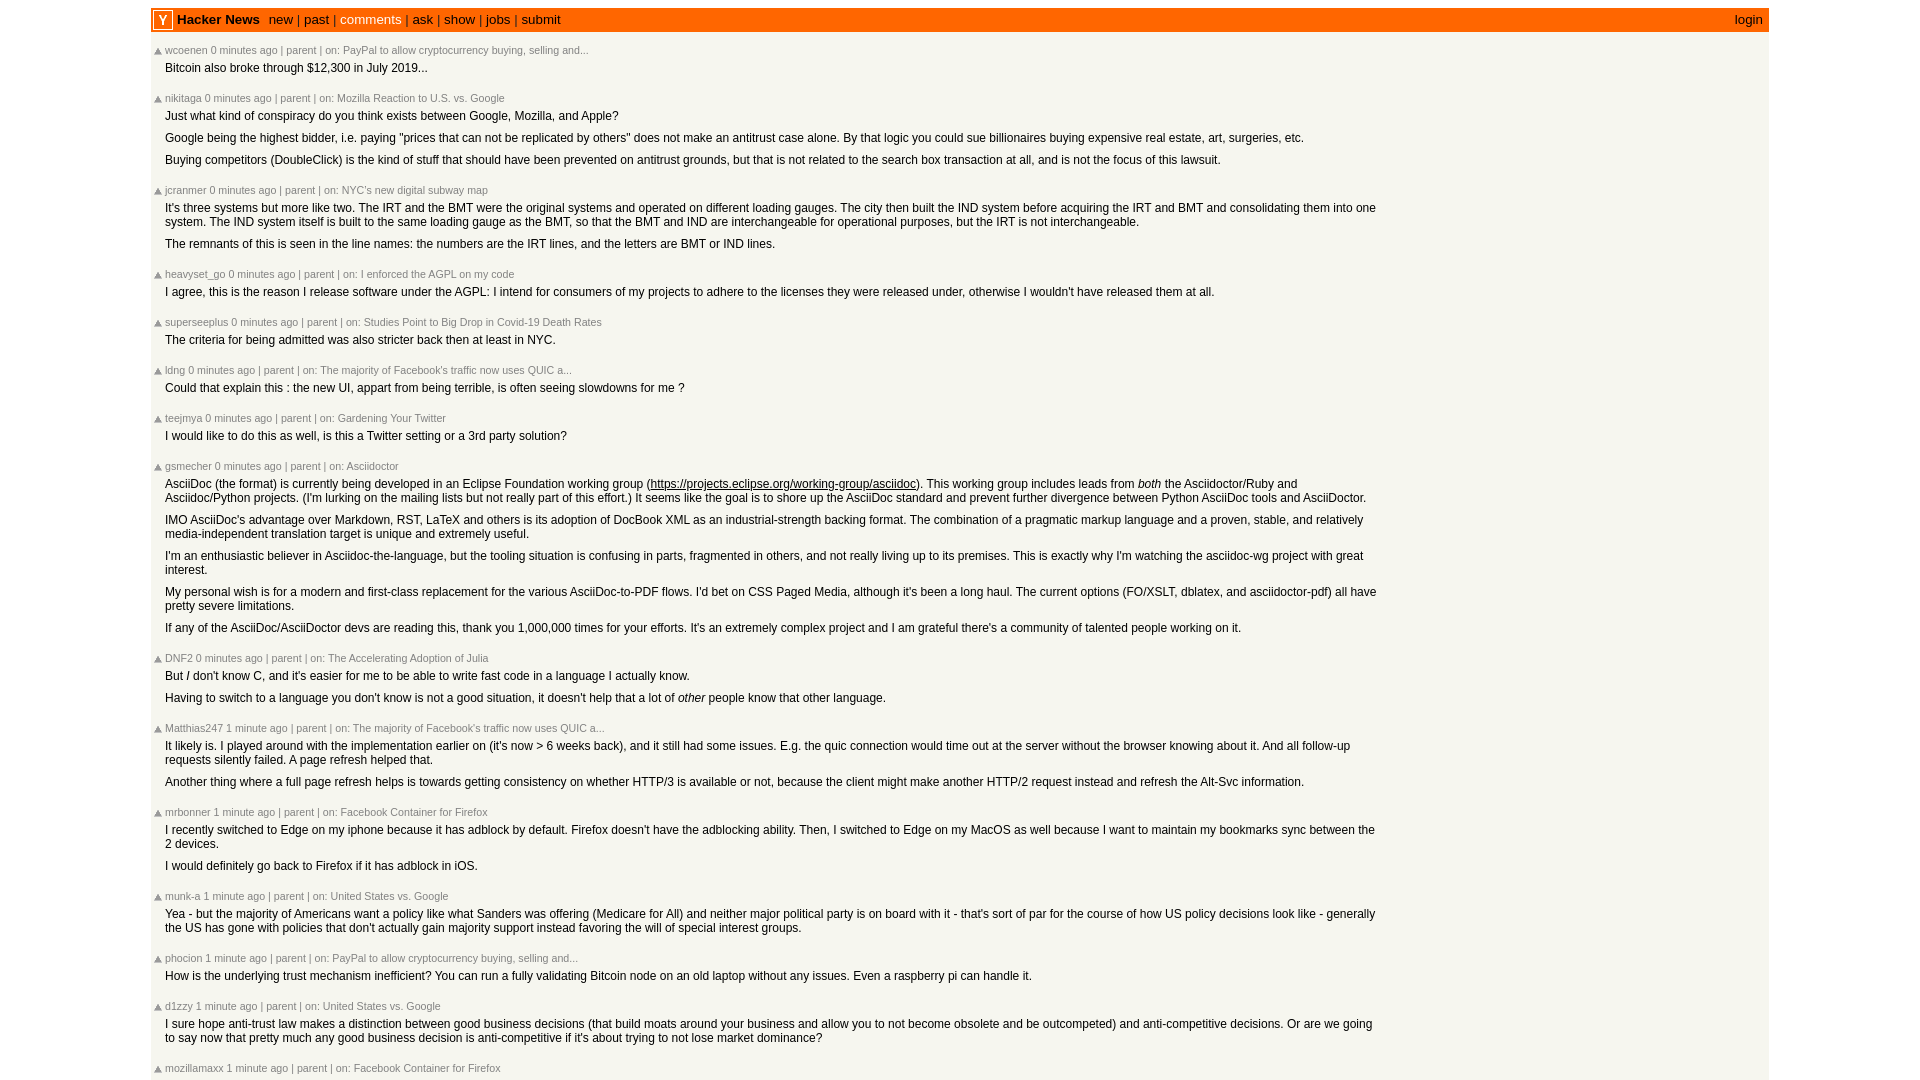 Y Hacker News new | past | comments | ask | show | jobs | submit login
wcoenen 0 minutes ago | parent | on: PayPal to allow cryptocurrency buying, selling and...
Bitcoin also broke through $12,300 in July 2019...
nikitaga 0 minutes ago | parent | on: Mozilla Reaction to U.S. vs. Google
Just what kind of conspiracy do you think exists between Google, Mozilla, and Apple?
Google being the highest bidder, i.e. paying "prices that can not be replicated by others" does not make an antitrust case alone. By that logic you could sue billionaires buying expensive real estate, art, surgeries, etc.
Buying competitors (DoubleClick) is the kind of stuff that should have been prevented on antitrust grounds, but that is not related to the search box transaction at all, and is not the focus of this lawsuit.
jcranmer 0 minutes ago | parent | on: NYC's new digital subway map
It's three systems but more like two. The IRT and the BMT were the original systems and operated on different loading gauges. The city then built the IND system before acquiring the IRT and BMT and consolidating them into one
system. The IND system itself is built to the same loading gauge as the BMT, so that the BMT and IND are interchangeable for operational purposes, but the IRT is not interchangeable.
The remnants of this is seen in the line names: the numbers are the IRT lines, and the letters are BMT or IND lines.
heavyset_go 0 minutes ago | parent | on: I enforced the AGPL on my code
I agree, this is the reason I release software under the AGPL: I intend for consumers of my projects to adhere to the licenses they were released under, otherwise I wouldn't have released them at all.
superseeplus 0 minutes ago | parent | on: Studies Point to Big Drop in Covid-19 Death Rates
The criteria for being admitted was also stricter back then at least in NYC.
ldng 0 minutes ago | parent | on: The majority of Facebook's traffic now uses QUIC a...
Could that explain this : the new UI, appart from being terrible, is often seeing slowdowns for me ?
teejmya 0 minutes ago | parent | on: Gardening Your Twitter
I would like to do this as well, is this a Twitter setting or a 3rd party solution?
gsmecher 0 minutes ago | parent | on: Asciidoctor
AsciiDoc (the format) is currently being developed in an Eclipse Foundation working group (https://projects.eclipse.org/working-group/asciidoc). This working group includes leads from both the Asciidoctor/Ruby and
Asciidoc/Python projects. (I'm lurking on the mailing lists but not really part of this effort.) It seems like the goal is to shore up the AsciiDoc standard and prevent further divergence between Python AsciiDoc tools and AsciiDoctor.
IMO AsciiDoc's advantage over Markdown, RST, LaTeX and others is its adoption of DocBook XML as an industrial-strength backing format. The combination of a pragmatic markup language and a proven, stable, and relatively
media-independent translation target is unique and extremely useful.
I'm an enthusiastic believer in Asciidoc-the-language, but the tooling situation is confusing in parts, fragmented in others, and not really living up to its premises. This is exactly why I'm watching the asciidoc-wg project with great
interest.
My personal wish is for a modern and first-class replacement for the various AsciiDoc-to-PDF flows. I'd bet on CSS Paged Media, although it's been a long haul. The current options (FO/XSLT, dblatex, and asciidoctor-pdf) all have
pretty severe limitations.
If any of the AsciiDoc/AsciiDoctor devs are reading this, thank you 1,000,000 times for your efforts. It's an extremely complex project and I am grateful there's a community of talented people working on it.
DNF2 0 minutes ago | parent | on: The Accelerating Adoption of Julia
But I don't know C, and it's easier for me to be able to write fast code in a language I actually know.
Having to switch to a language you don't know is not a good situation, it doesn't help that a lot of other people know that other language.
Matthias247 1 minute ago | parent | on: The majority of Facebook's traffic now uses QUIC a...
It likely is. I played around with the implementation earlier on (it's now > 6 weeks back), and it still had some issues. E.g. the quic connection would time out at the server without the browser knowing about it. And all follow-up
requests silently failed. A page refresh helped that.
Another thing where a full page refresh helps is towards getting consistency on whether HTTP/3 is available or not, because the client might make another HTTP/2 request instead and refresh the Alt-Svc information.
mrbonner 1 minute ago | parent | on: Facebook Container for Firefox
I recently switched to Edge on my iphone because it has adblock by default. Firefox doesn't have the adblocking ability. Then, I switched to Edge on my MacOS as well because I want to maintain my bookmarks sync between the
2 devices.
I would definitely go back to Firefox if it has adblock in iOS.
munk-a 1 minute ago | parent | on: United States vs. Google
Yea - but the majority of Americans want a policy like what Sanders was offering (Medicare for All) and neither major political party is on board with it - that's sort of par for the course of how US policy decisions look like - generally
the US has gone with policies that don't actually gain majority support instead favoring the will of special interest groups.
phocion 1 minute ago | parent | on: PayPal to allow cryptocurrency buying, selling and...
How is the underlying trust mechanism inefficient? You can run a fully validating Bitcoin node on an old laptop without any issues. Even a raspberry pi can handle it.
d1zzy 1 minute ago | parent | on: United States vs. Google
I sure hope anti-trust law makes a distinction between good business decisions (that build moats around your business and allow you to not become obsolete and be outcompeted) and anti-competitive decisions. Or are we going
to say now that pretty much any good business decision is anti-competitive if it's about trying to not lose market dominance?
mozillamaxx 1 minute ago | parent | on: Facebook Container for Firefox